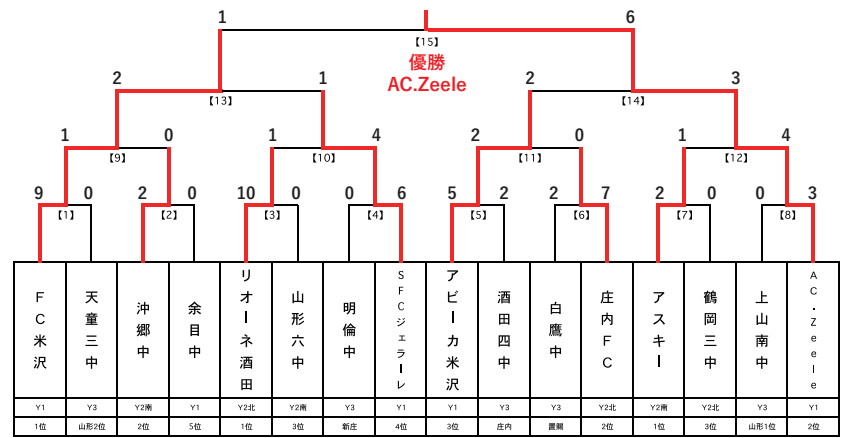 1 6
【15】
優勝
AC.Zeele
2 1 2 3
【13】 【14】
1 0 1 4 2 0 1 4
【9】 【10】 【11】 【12】
9 0 2 0 10 0 0 6 5 2 2 7 2 0 0 3
【1】 【2】 【3】 【4】 【5】 【6】 【7】 【8】
FC米沢
天童三中
沖郷中
余目中
リオーネ酒田
山形六中
明倫中
SFCジェラーレ
アビーカ米沢
酒田四中
白鷹中
庄内FC
アスキー
鶴岡三中
上山南中
AC・Zeele
Y1 Y3 Y2南 Y1 Y2北 Y2南 Y3 Y1 Y1 Y3 Y3 Y2北 Y2南 Y2北 Y3 Y1
1位 山形2位 2位 5位 1位 3位 新庄 4位 3位 庄内 置賜 2位 1位 3位 山形1位 2位